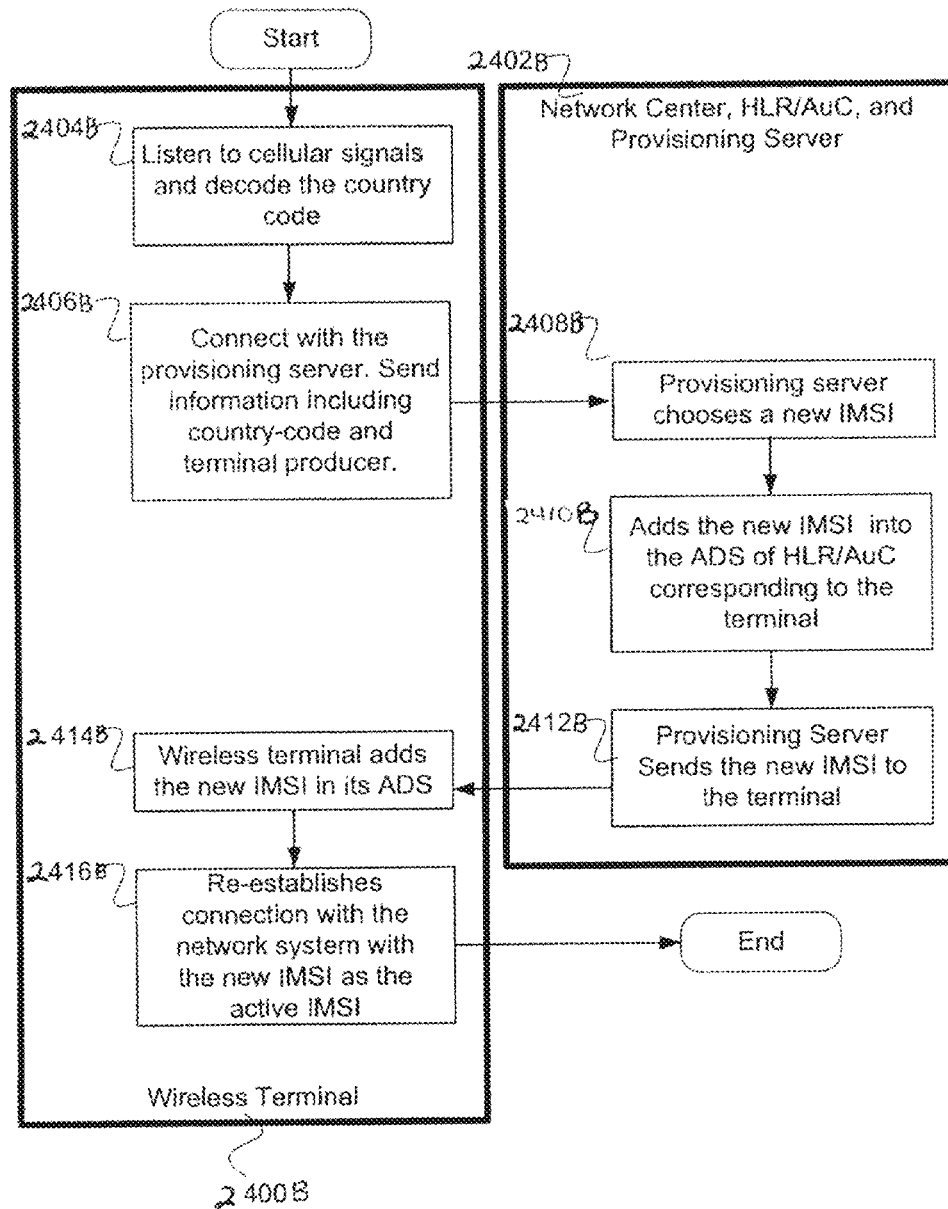 Start
2402B
Network Center, HLR/AuC, and
Provisioning Server
2404B
Listen to cellular signals
and decode the country
code
2406B
Connect with the
provisioning server. Send
information including
country-code and
terminal producer.
2408B
Provisioning server
chooses a new IMSI
2410B
Adds the new IMSI into
the ADS of HLR/AuC
corresponding to the
terminal
2412B
Provisioning Server
Sends the new IMSI to
the terminal
2414B
Wireless terminal adds
the new IMSI in its ADS
2416B
Re-establishes
connection with the
network system with
the new IMSI as the
active IMSI
End
Wireless Terminal
2400B